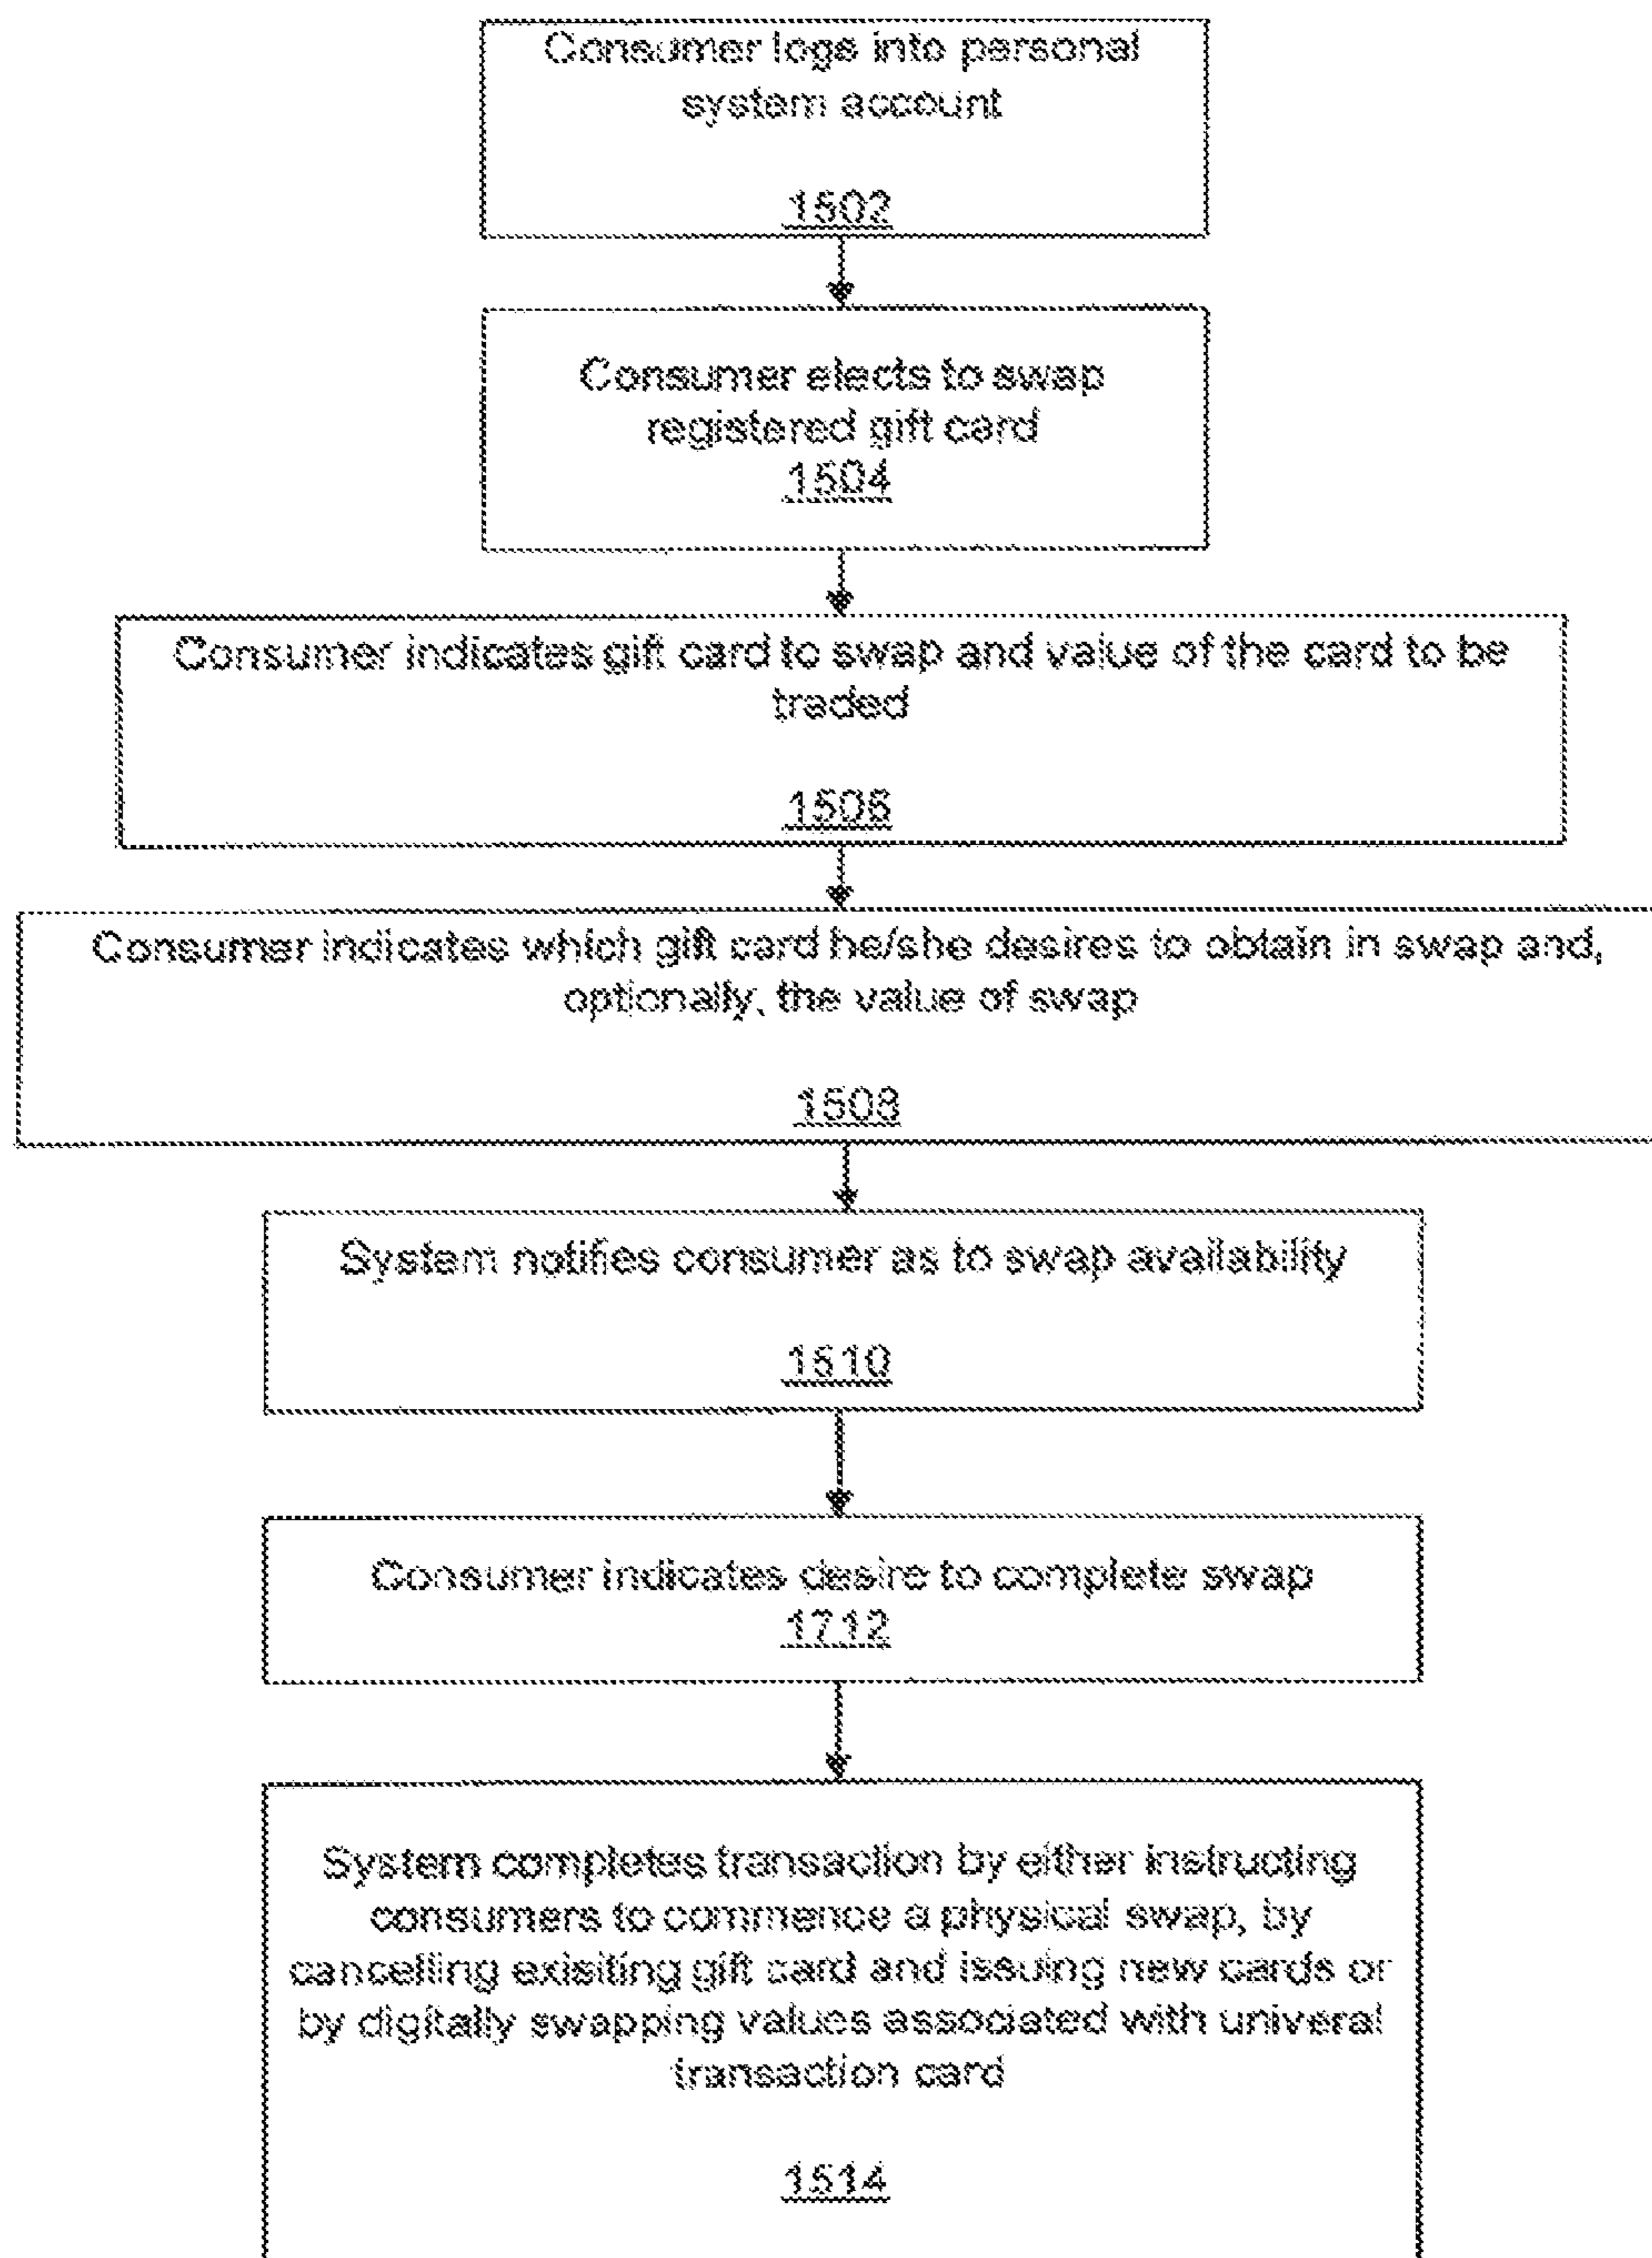 Consumer logs into personal
system account
1502
Consumer elects to swap
registered gift card
1504
Consumer indicates gift card to swap and value of the card to be
traded
1506
Consumer indicates which gift card he/she desires to obtain in swap and,
optionally, the value of swap
1508
System notifies consumer as to swap availability
1510
Consumer indicates desire to complete swap
1712
System completes transaction by either instructing
consumers to commence a physical swap, by
cancelling exisiting gift card and issuing new cards or
by digitally swapping values associated with univeral
transaction card
1514